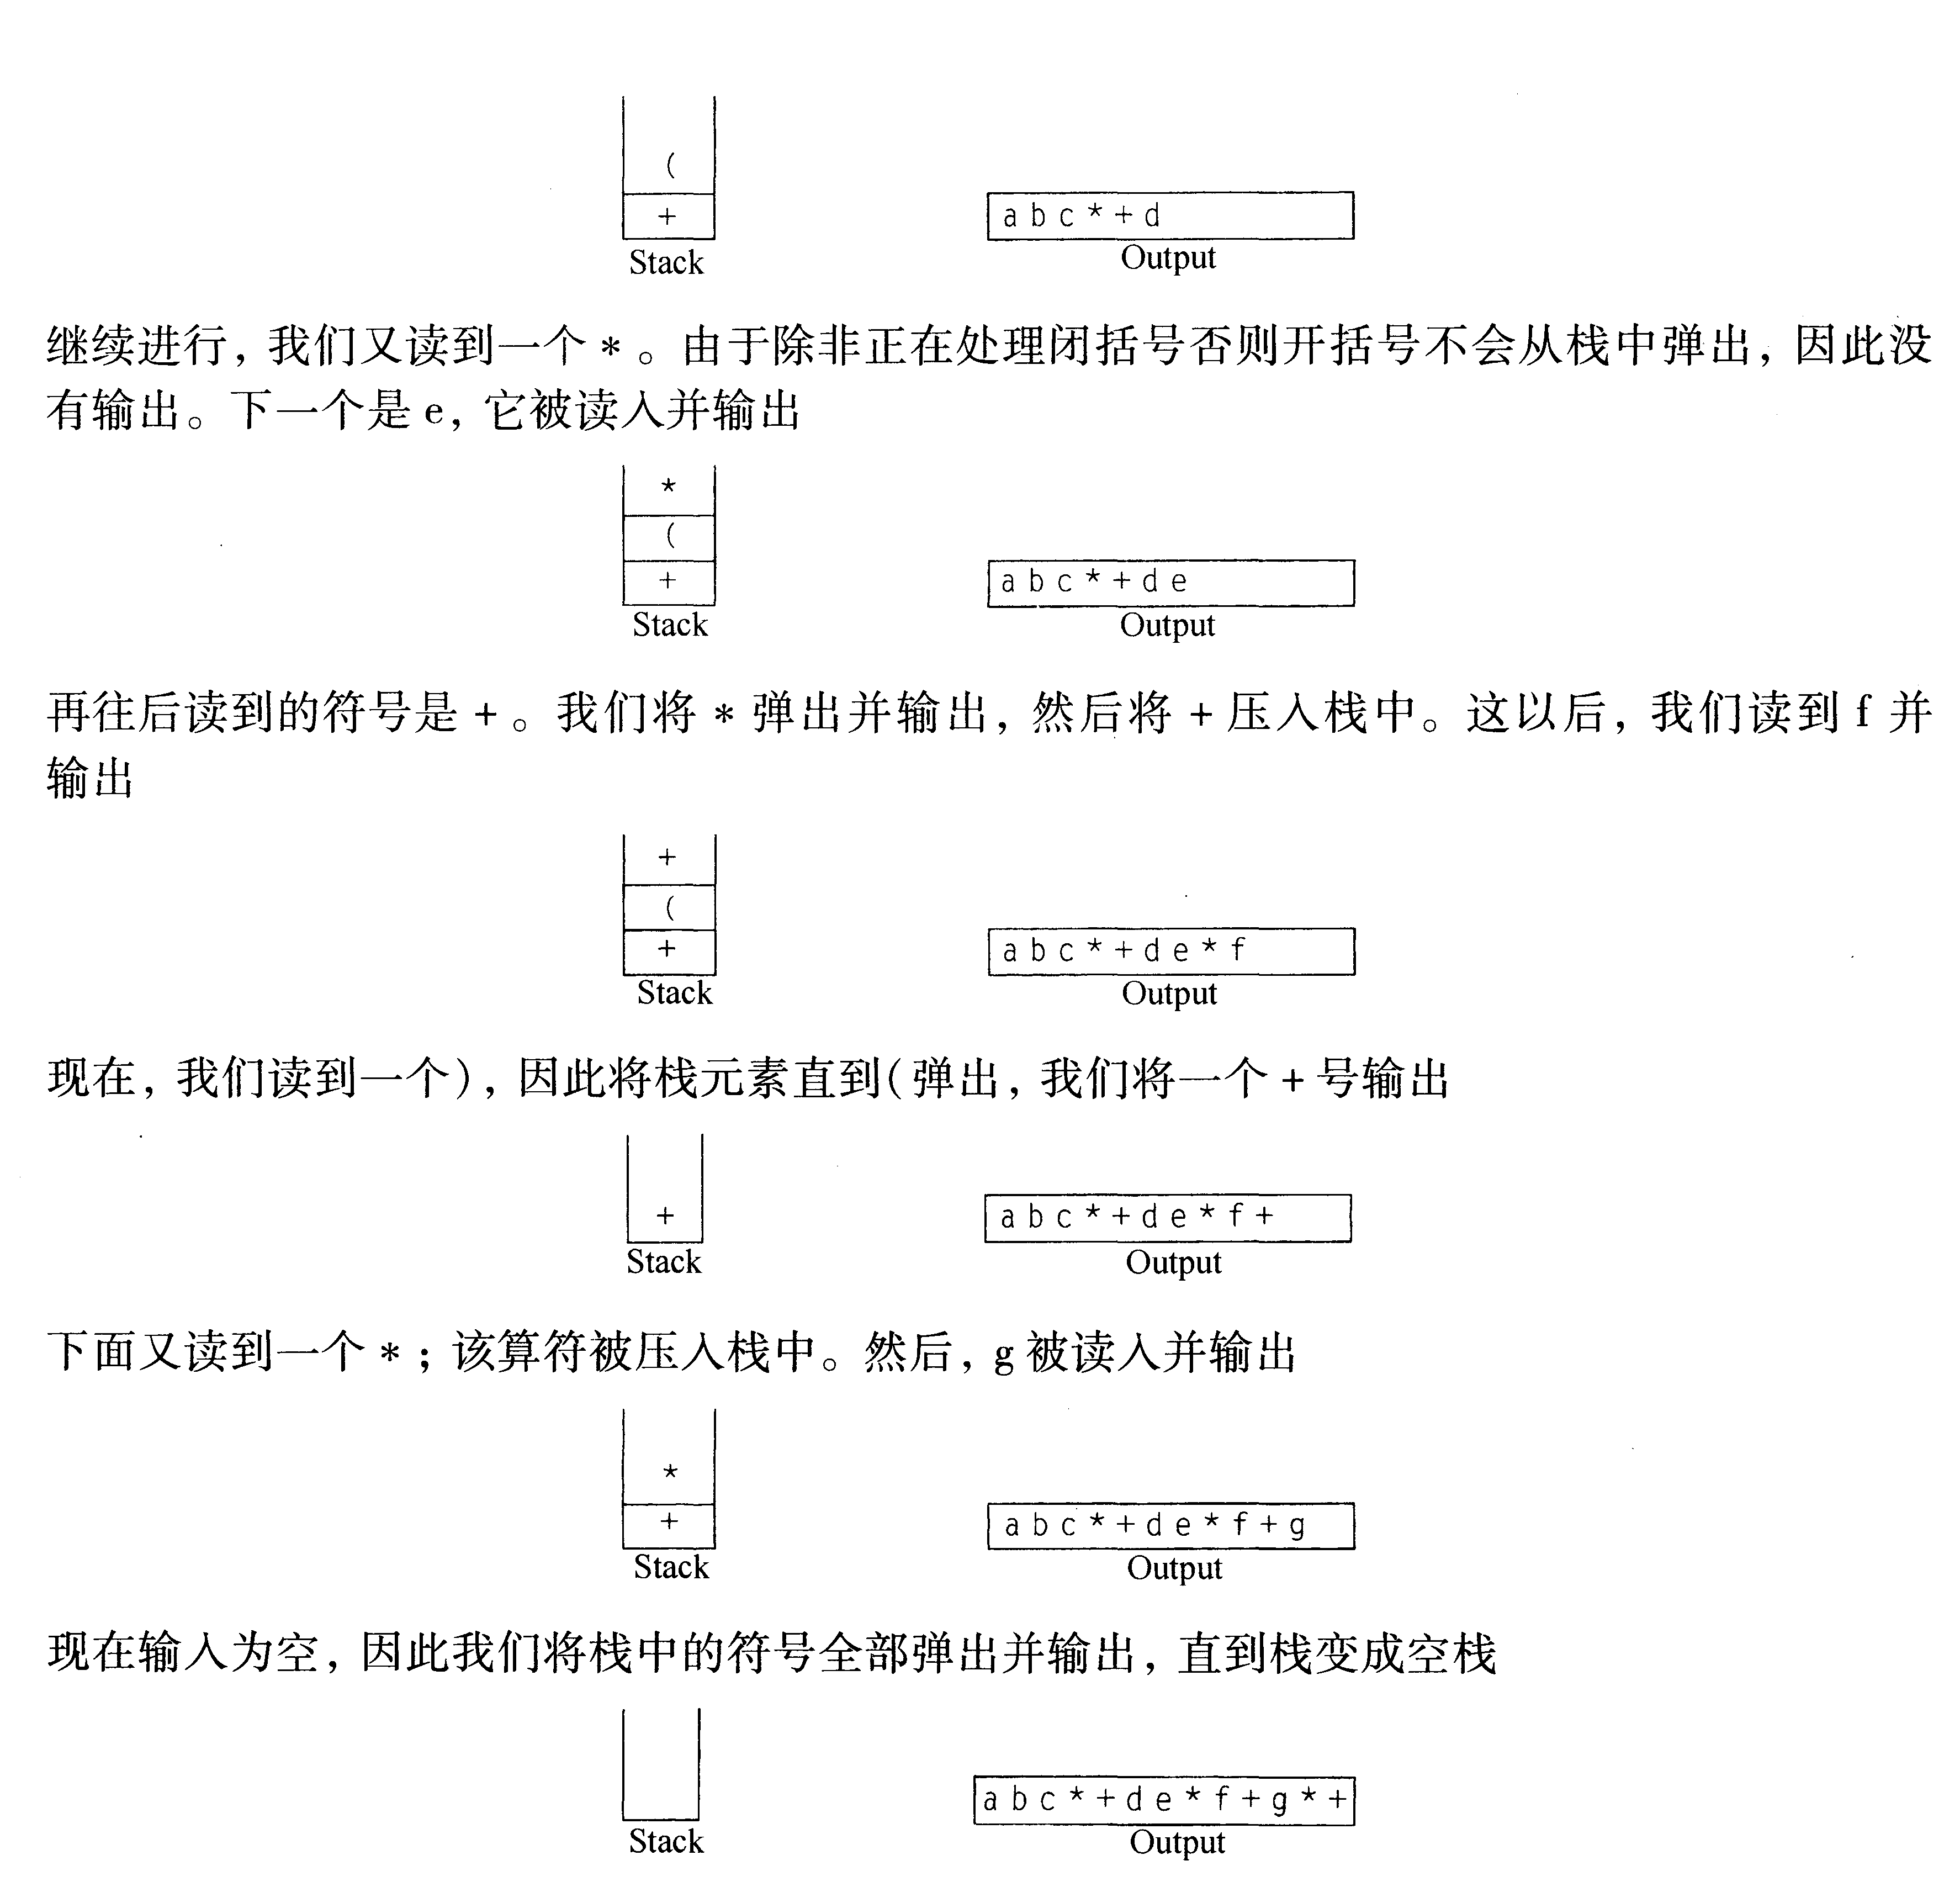 (
+
a b c * + d
Stack
Output
继续进行, 我们又读到一个 * 。由于除非正在处理闭括号否则开括号不会从栈中弹出, 因此没
有输出。下一个是 e, 它被读入并输出
*
(
+
a b c * + d e
Stack
Output
再往后读到的符号是 + 。我们将 * 弹出并输出, 然后将 + 压入栈中。这以后, 我们读到 f 并
输出
+
(
+
a b c * + d e * f
Stack
Output
现在, 我们读到一个), 因此将栈元素直到(弹出, 我们将一个 + 号输出
+
a b c * + d e * f +
Stack
Output
下面又读到一个 * ; 该算符被压入栈中。然后, g 被读入并输出
*
+
a b c * + d e * f + g
Stack
Output
现在输入为空, 因此我们将栈中的符号全部弹出并输出, 直到栈变成空栈
a b c * + d e * f + g * +
Stack
Output